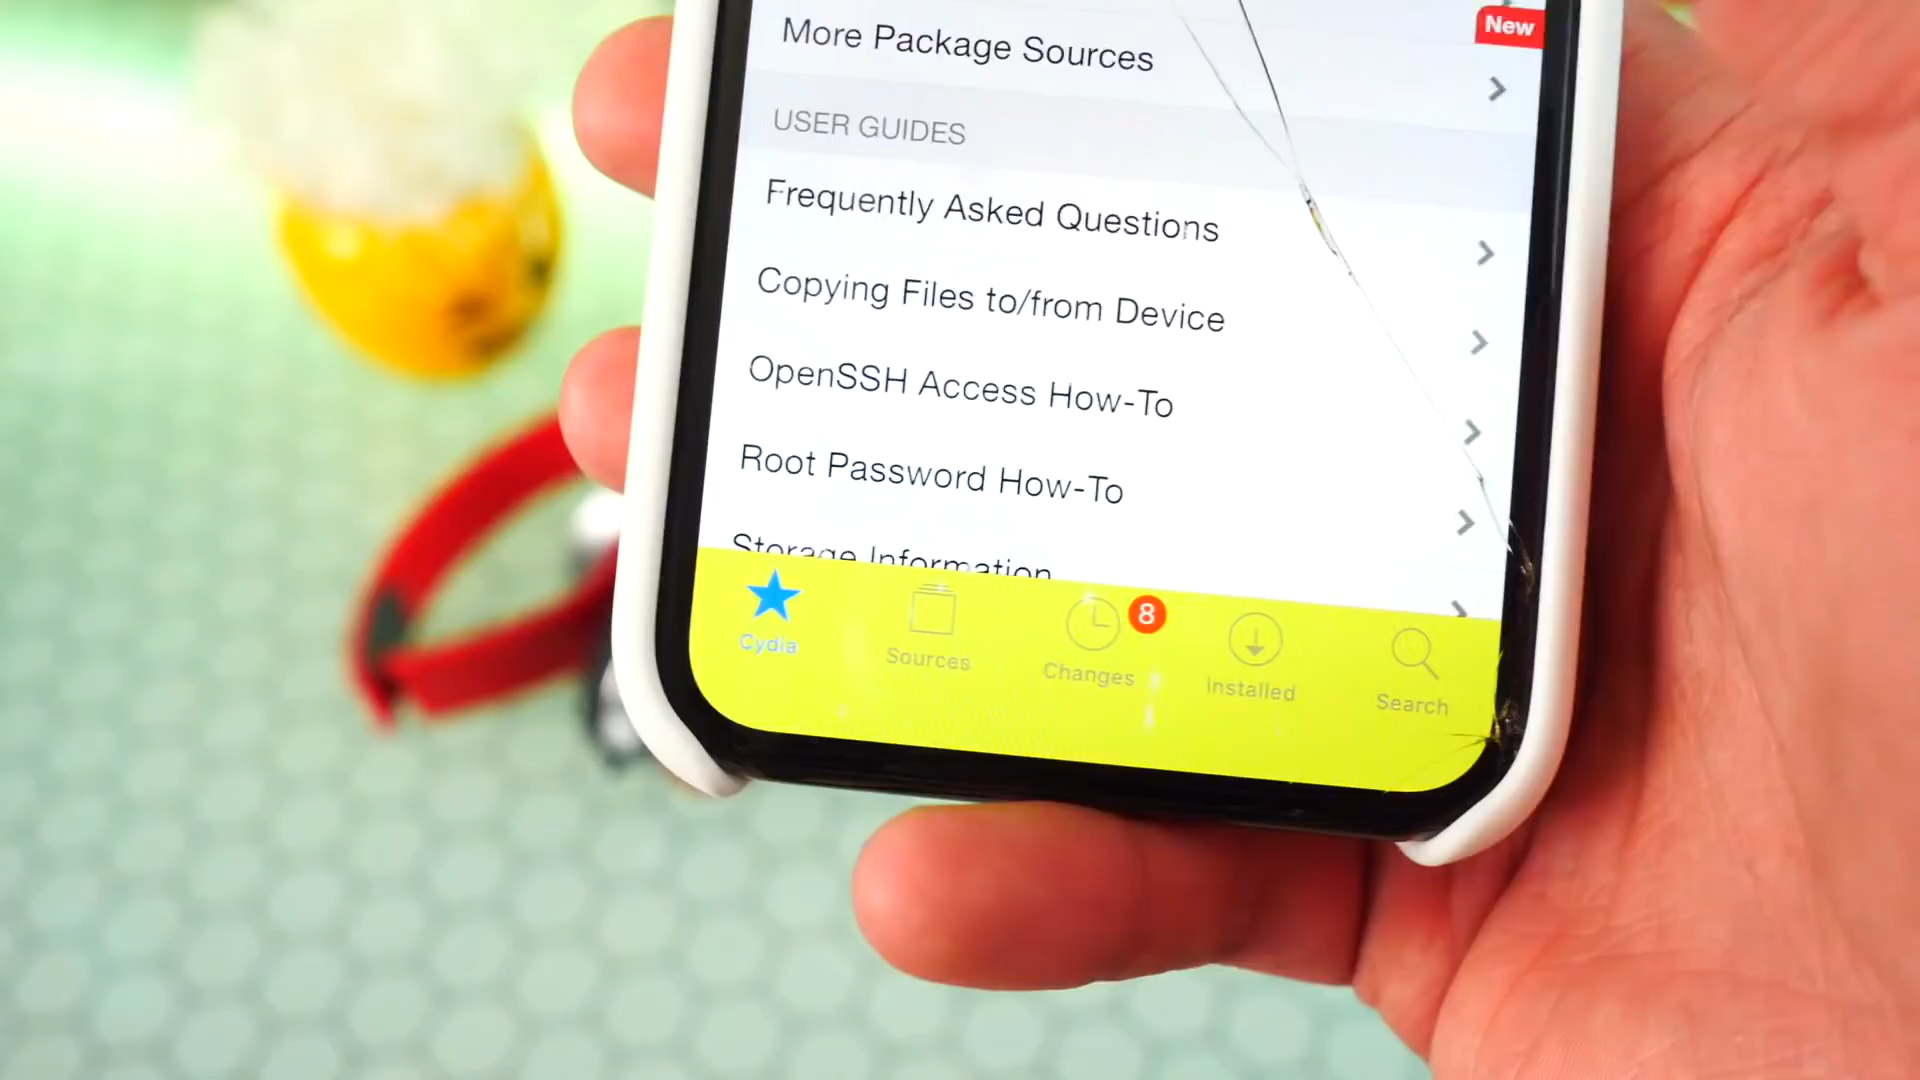 New
More Package Sources
USER GUIDES
Frequently Asked Questions
Copying Files to/from Device
OpenSSH Access How-To
Root Password How-To
Storage Information
Cydia
Sources
8
Changes
Installed
Search